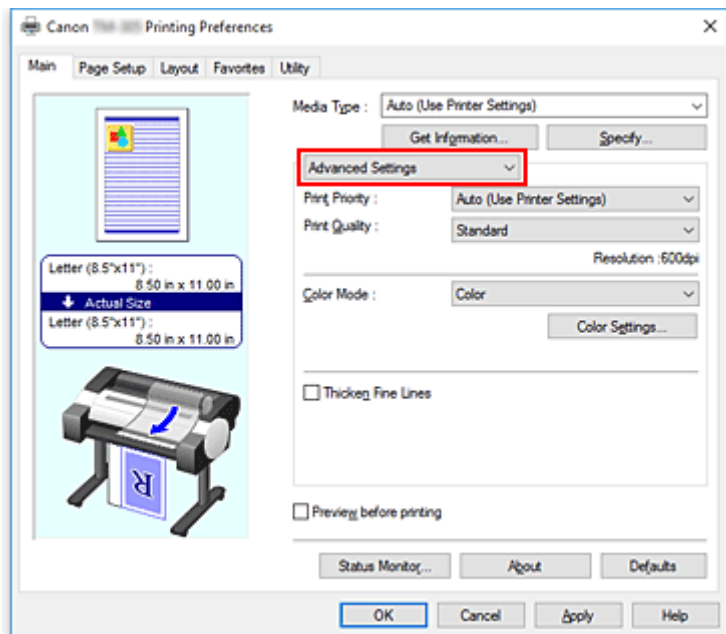 Canon Printing Preferences
Main Page Setup Layout Favorites Utility
Media Type : Auto (Use Printer Settings)
Get Information... Specify...
Advanced Settings
Print Priority : Auto (Use Printer Settings)
Print Quality : Standard
Resolution :600dpi
Color Mode : Color
Color Settings...
Thicken Fine Lines
Letter (8.5"x11") :
8.50 in x 11.00 in
Actual Size
Letter (8.5"x11") :
8.50 in x 11.00 in
R
Preview before printing
Status Monitor... About Defaults
OK Cancel Apply Help